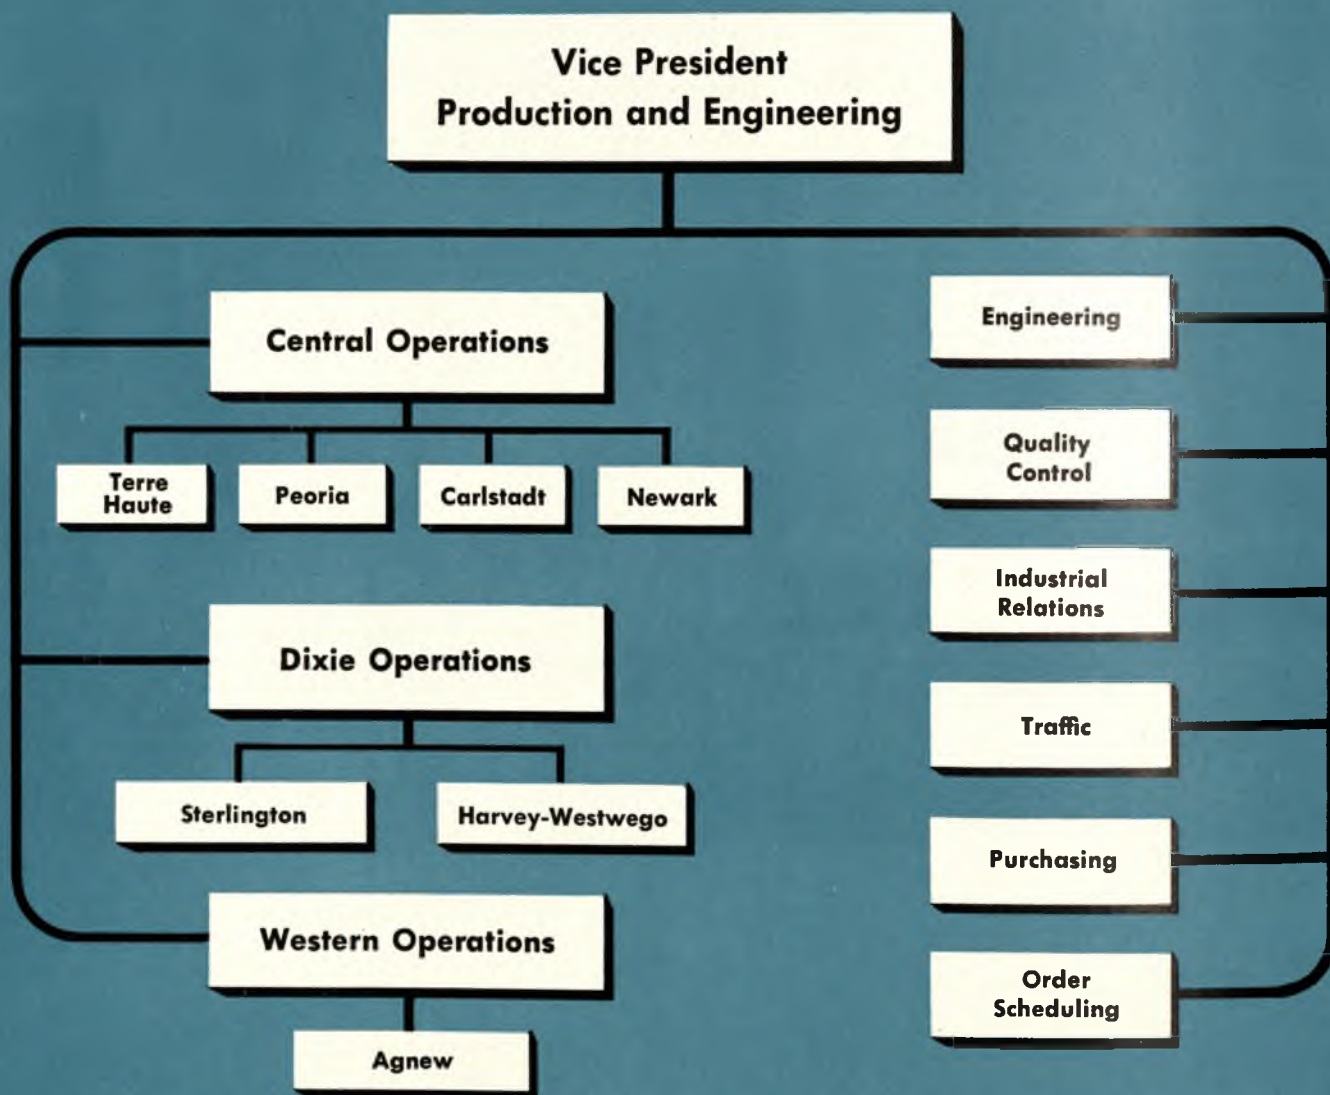 Vice President
Production and Engineering
Central Operations
Terre
Haute
Peoria
Carlstadt
Newark
Dixie Operations
Sterlington
Harvey-Westwego
Western Operations
Agnew
Engineering
Quality
Control
Industrial
Relations
Traffic
Purchasing
Order
Scheduling